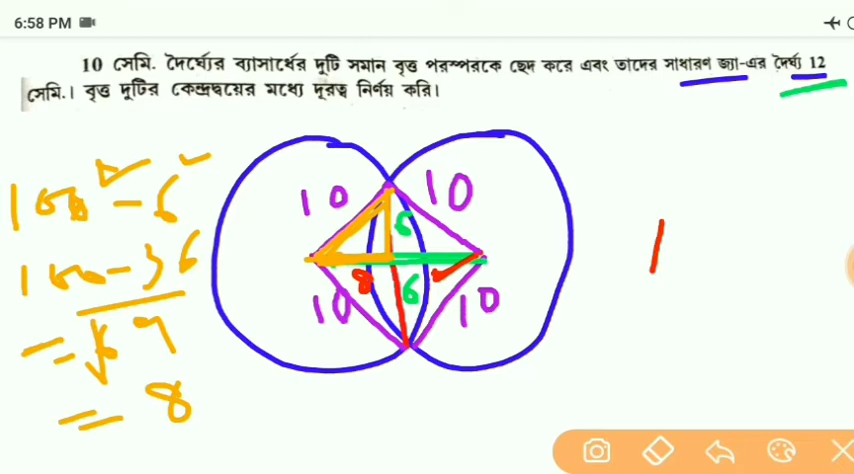 6:58 PM
10 সেমি. দৈর্ঘ্যের ব্যাসার্ধের দুটি সমান বৃত্ত পরস্পরকে ছেদ করে এবং তাদের সাধারণ জ্যা-এর দৈর্ঘ্য 12
সেমি.। বৃত্ত দুটির কেন্দ্রদ্বয়ের মধ্যে দূরত্ব নির্ণয় করি।
10 10
6
8 6
10 10
= 8